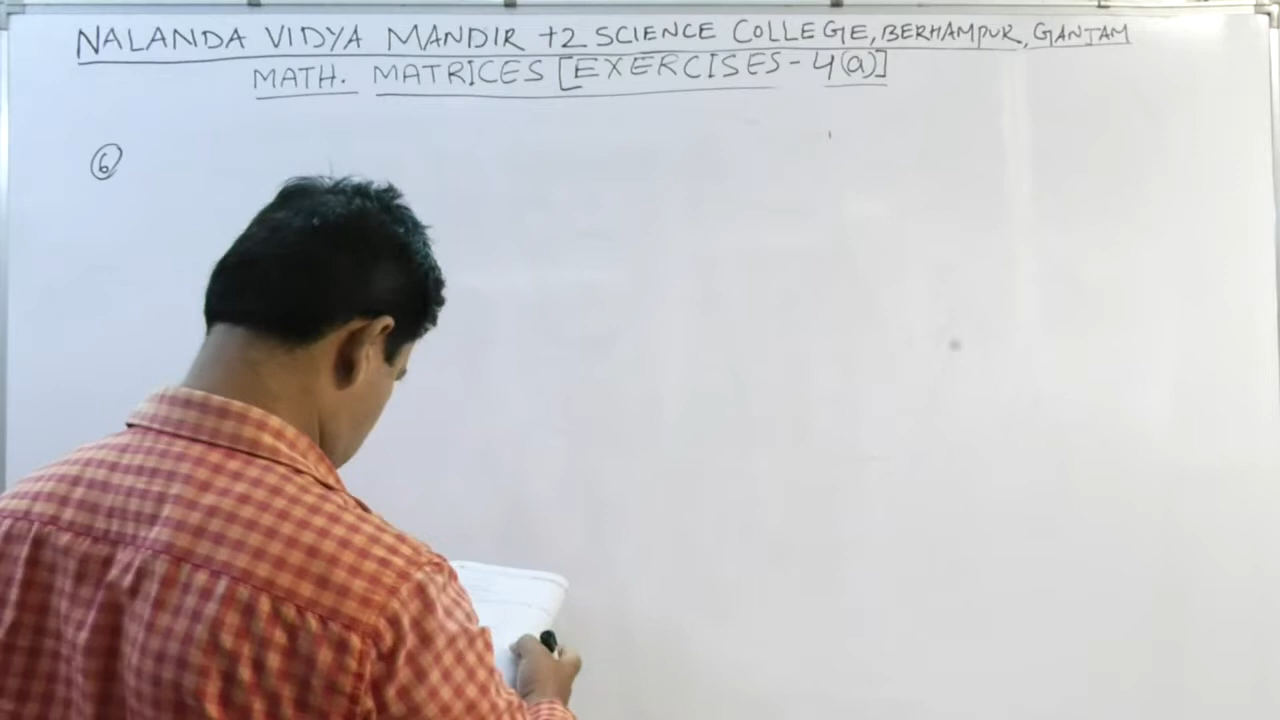 NALANDA VIDYA MANDIR +2 SCIENCE COLLEGE, BERHAMPUR, GANJAM
MATH. MATRICES [EXERCISES - 4(a)]
6